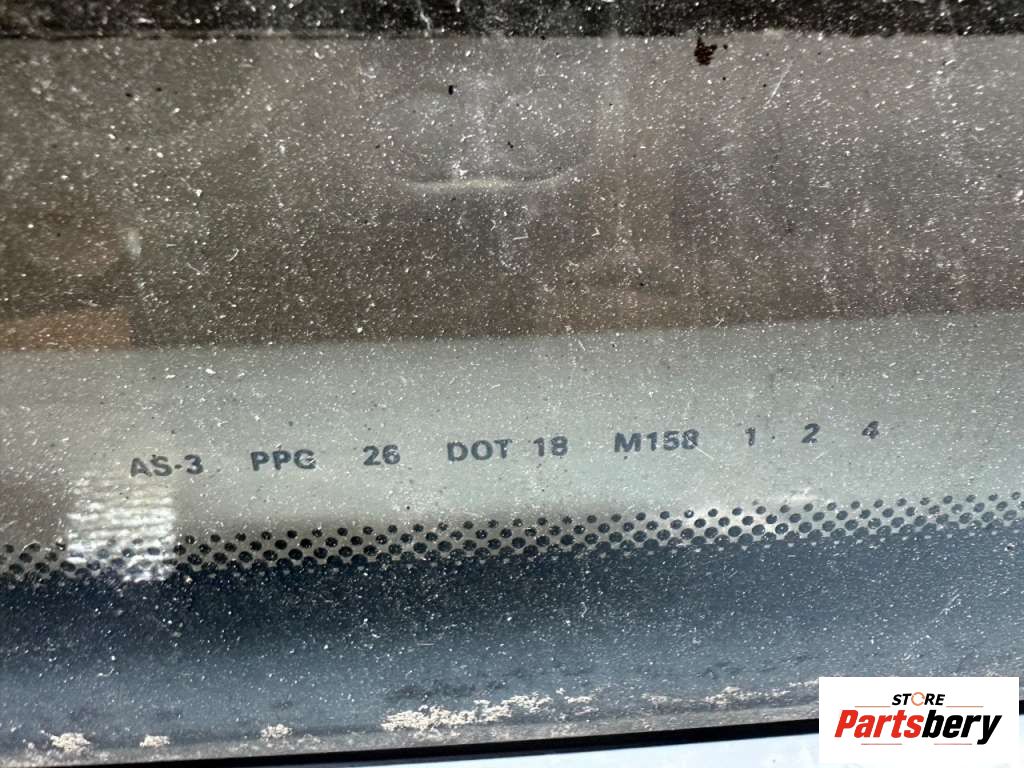 AS-3 PPG 26 DOT 18 M158 1 2 4
STORE
Partsbery